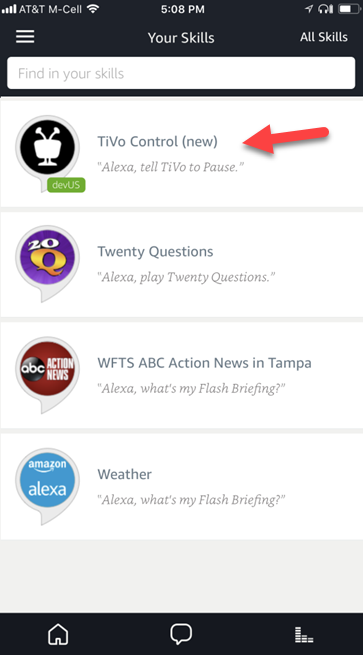 AT&T M-Cell 5:08 PM
Your Skills All Skills
Find in your skills
TiVo Control (new)
"Alexa, tell TiVo to Pause."
devUS
20
Q
Twenty Questions
"Alexa, play Twenty Questions."
abc ACTION NEWS
WFTS ABC Action News in Tampa
"Alexa, what's my Flash Briefing?"
amazon
alexa
Weather
"Alexa, what's my Flash Briefing?"